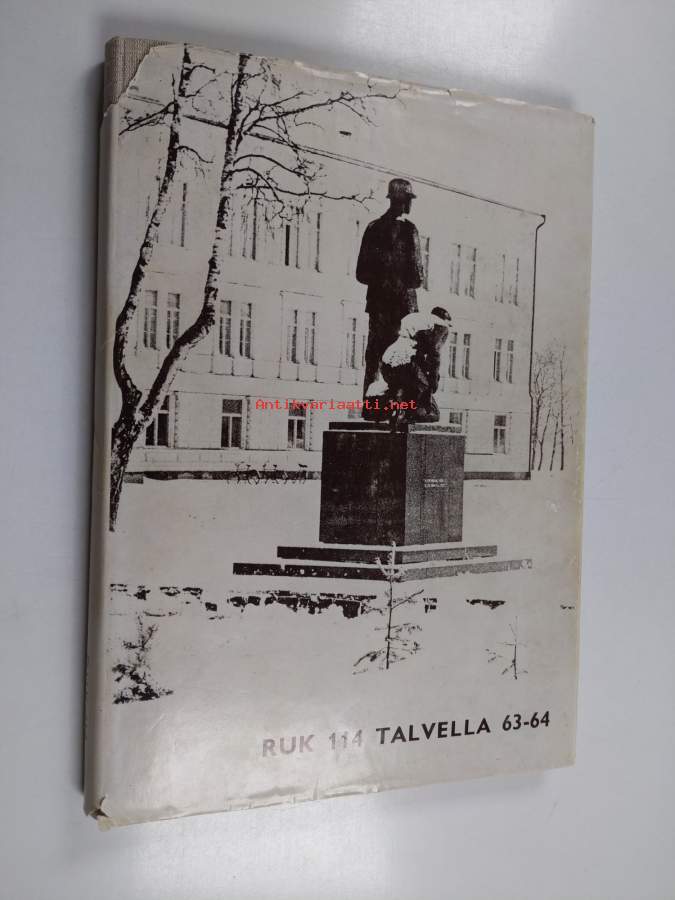 Antikvariaatti.net
RUK 114 TALVELLA 63-64